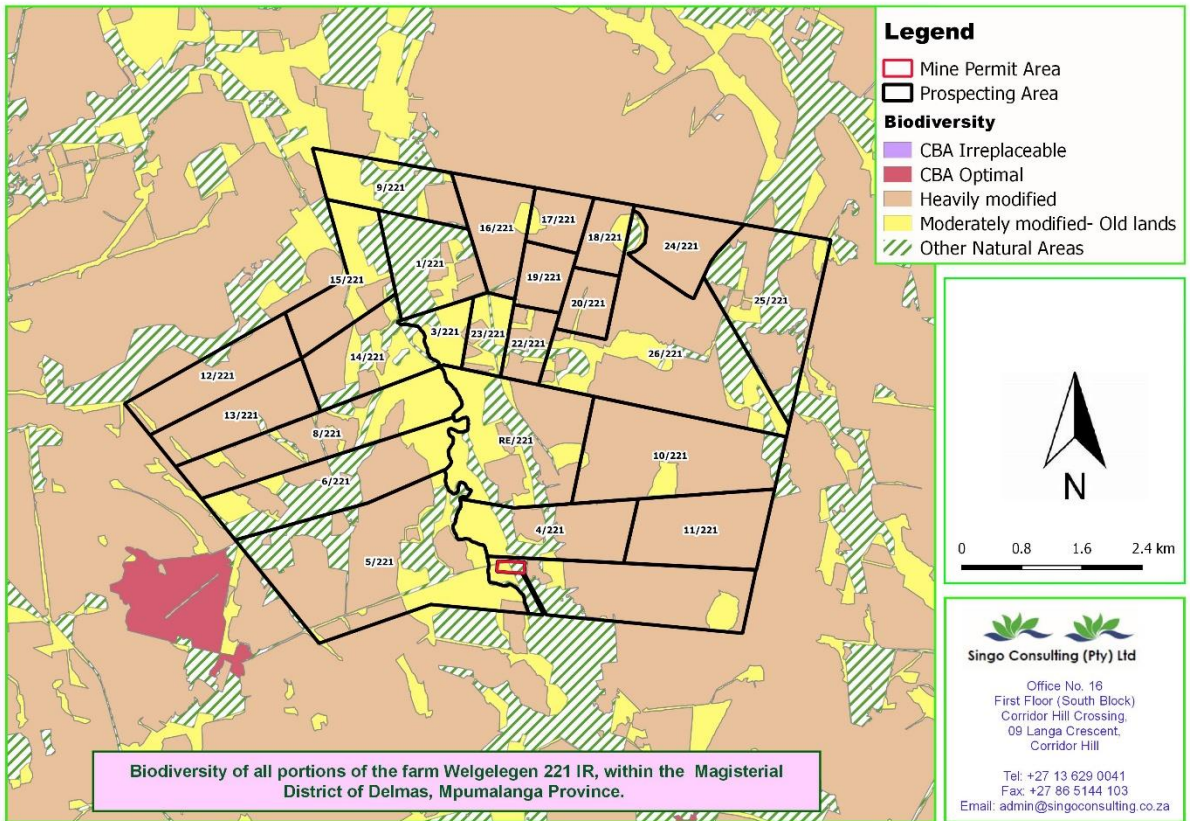 Legend
Mine Permit Area
Prospecting Area
Biodiversity
CBA Irreplaceable
CBA Optimal
Heavily modified
Moderately modified- Old lands
Other Natural Areas
9/221
16/221
17/221
18/221
24/221
1/221
15/221
19/221
20/221
25/221
3/221
23/221
22/221
26/221
14/221
12/221
13/221
8/221
RE/221
10/221
6/221
4/221
11/221
5/221
N
0 0.8 1.6 2.4 km
Singo Consulting (Pty) Ltd
Office No. 16
First Floor (South Block)
Corridor Hill Crossing,
09 Langa Crescent,
Corridor Hill
Tel: +27 13 629 0041
Fax: +27 86 5144 103
Email: admin@singoconsulting.co.za
Biodiversity of all portions of the farm Welgelegen 221 IR, within the Magisterial
District of Delmas, Mpumalanga Province.